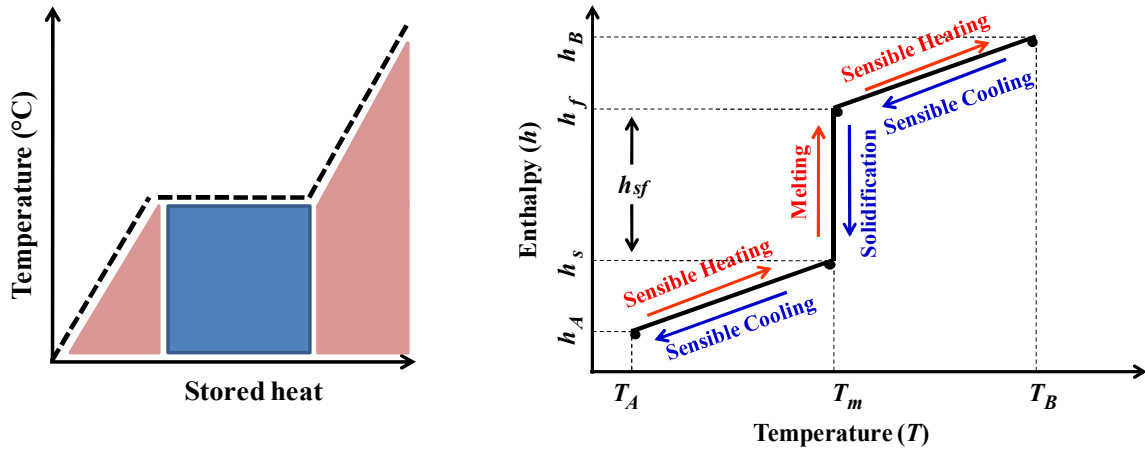 Temperature (°C)
Stored heat
Enthalpy (h)
h_B
h_f
h_s
h_A
h_sf
Sensible Heating
Sensible Cooling
Melting
Solidification
Sensible Heating
Sensible Cooling
T_A
T_m
T_B
Temperature (T)